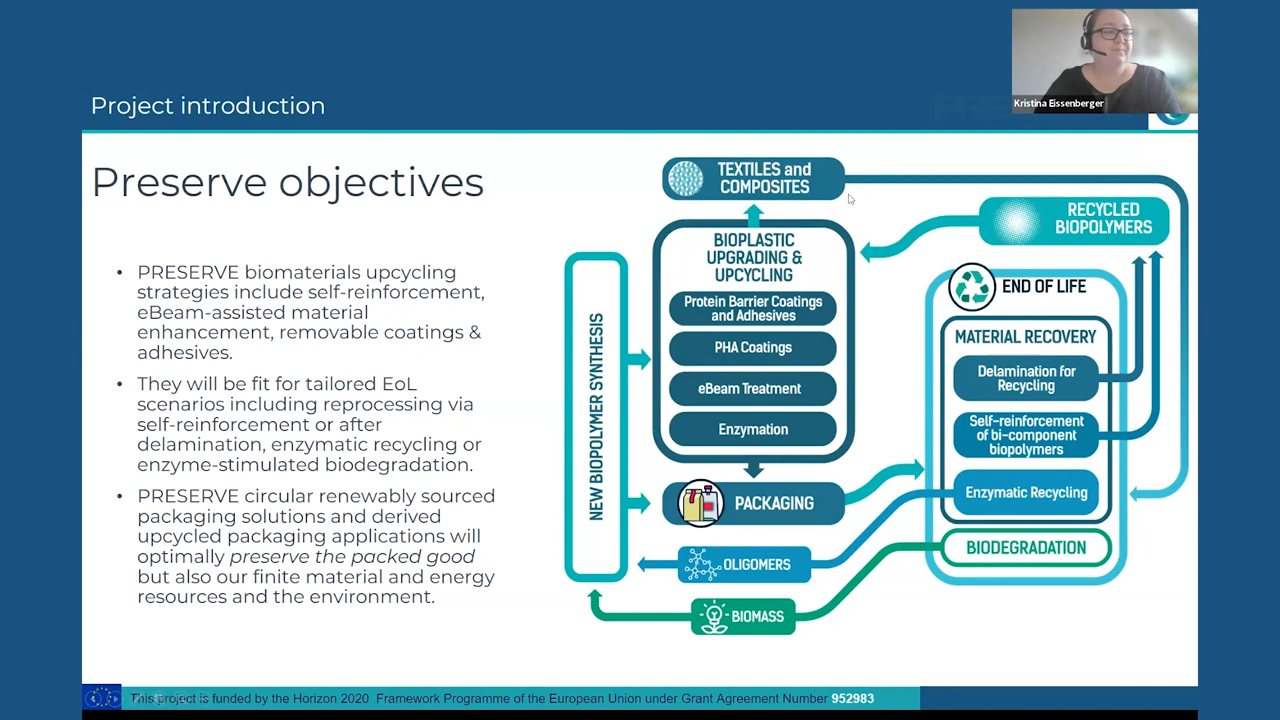 Kristina Eissenberger
Project introduction
Preserve objectives
• PRESERVE biomaterials upcycling
strategies include self-reinforcement,
eBeam-assisted material
enhancement, removable coatings &
adhesives.
• They will be fit for tailored EoL
scenarios including reprocessing via
self-reinforcement or after
delamination, enzymatic recycling or
enzyme-stimulated biodegradation.
• PRESERVE circular renewably sourced
packaging solutions and derived
upcycled packaging applications will
optimally preserve the packed good
but also our finite material and energy
resources and the environment.
TEXTILES and
COMPOSITES
RECYCLED
BIOPOLYMERS
BIOPLASTIC
UPGRADING &
UPCYCLING
Protein Barrier Coatings
and Adhesives
PHA Coatings
eBeam Treatment
Enzymation
NEW BIOPOLYMER SYNTHESIS
PACKAGING
OLIGOMERS
BIOMASS
END OF LIFE
MATERIAL RECOVERY
Delamination for
Recycling
Self-reinforcement
of bi-component
biopolymers
Enzymatic Recycling
BIODEGRADATION
This project is funded by the Horizon 2020 Framework Programme of the European Union under Grant Agreement Number 952983